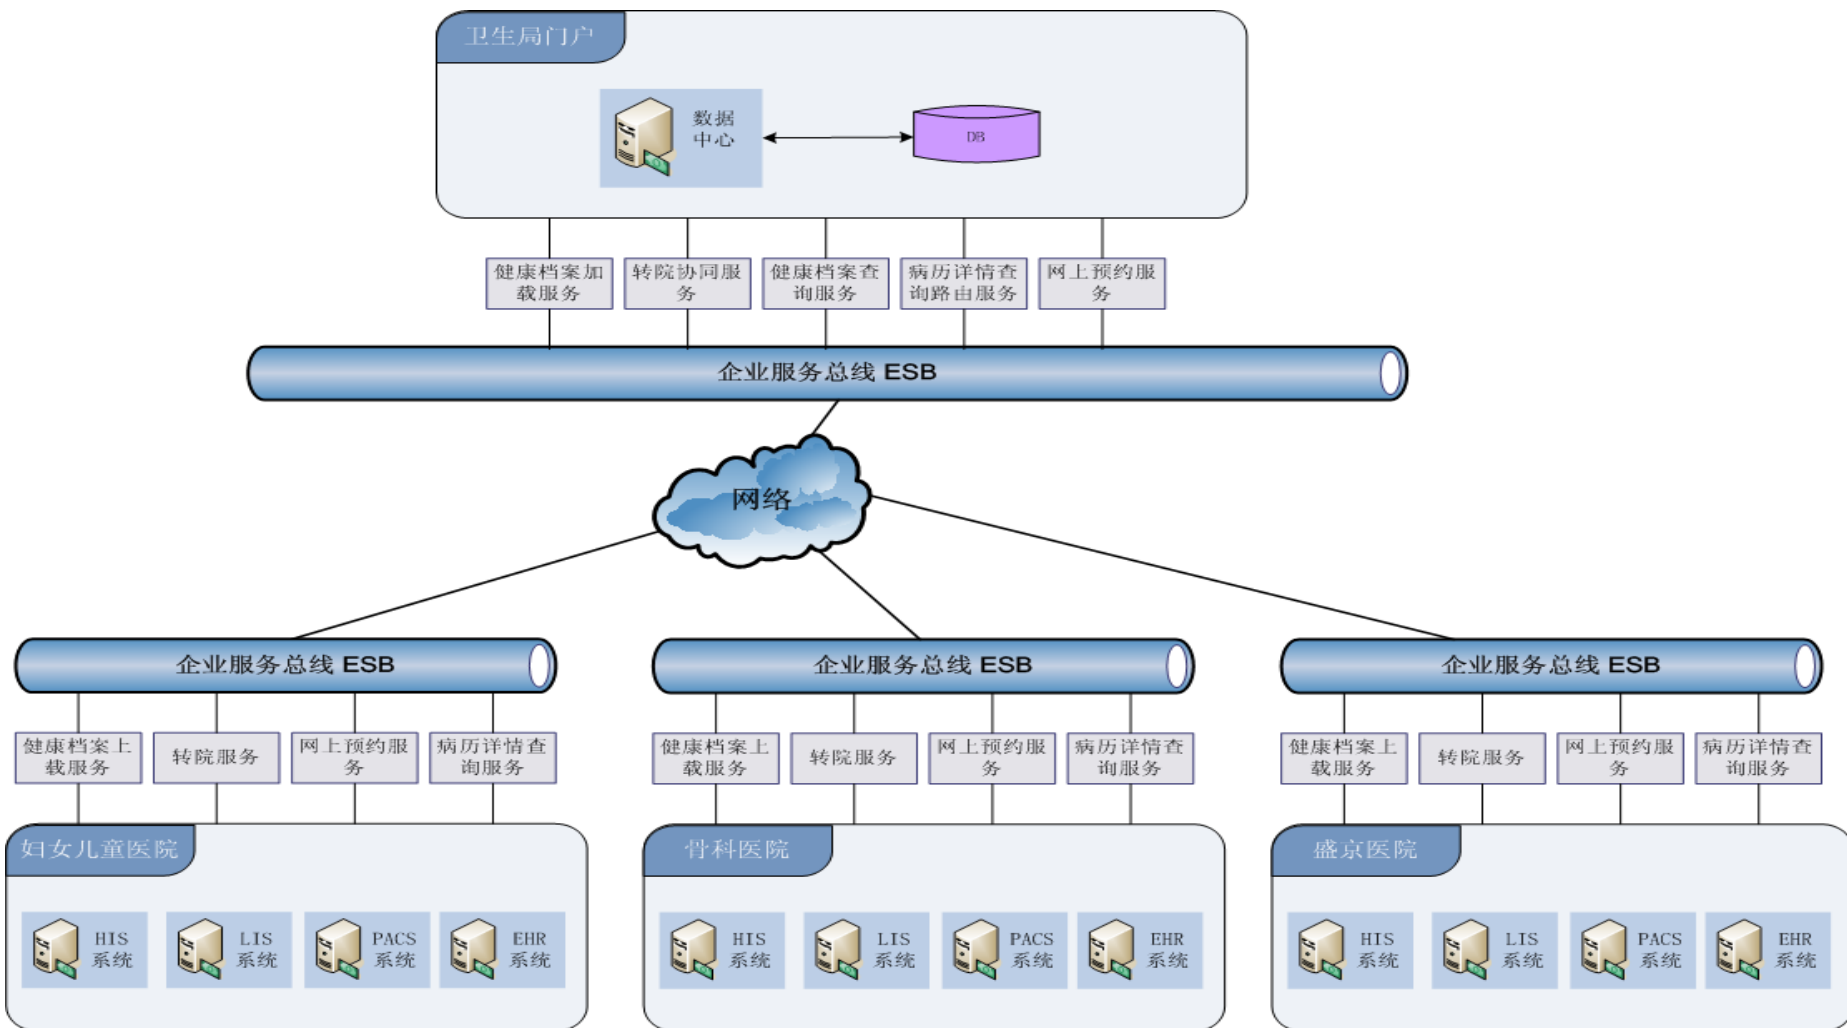 卫生局门户
数据
中心
DB
健康档案加
载服务
转院协同服
务
健康档案查
询服务
病历详情查
询路由服务
网上预约服
务
企业服务总线 ESB
网络
企业服务总线 ESB
企业服务总线 ESB
企业服务总线 ESB
健康档案上
载服务
转院服务
网上预约服
务
病历详情查
询服务
健康档案上
载服务
转院服务
网上预约服
务
病历详情查
询服务
健康档案上
载服务
转院服务
网上预约服
务
病历详情查
询服务
妇女儿童医院
HIS
系统
LIS
系统
PACS
系统
EHR
系统
骨科医院
HIS
系统
LIS
系统
PACS
系统
EHR
系统
盛京医院
HIS
系统
LIS
系统
PACS
系统
EHR
系统